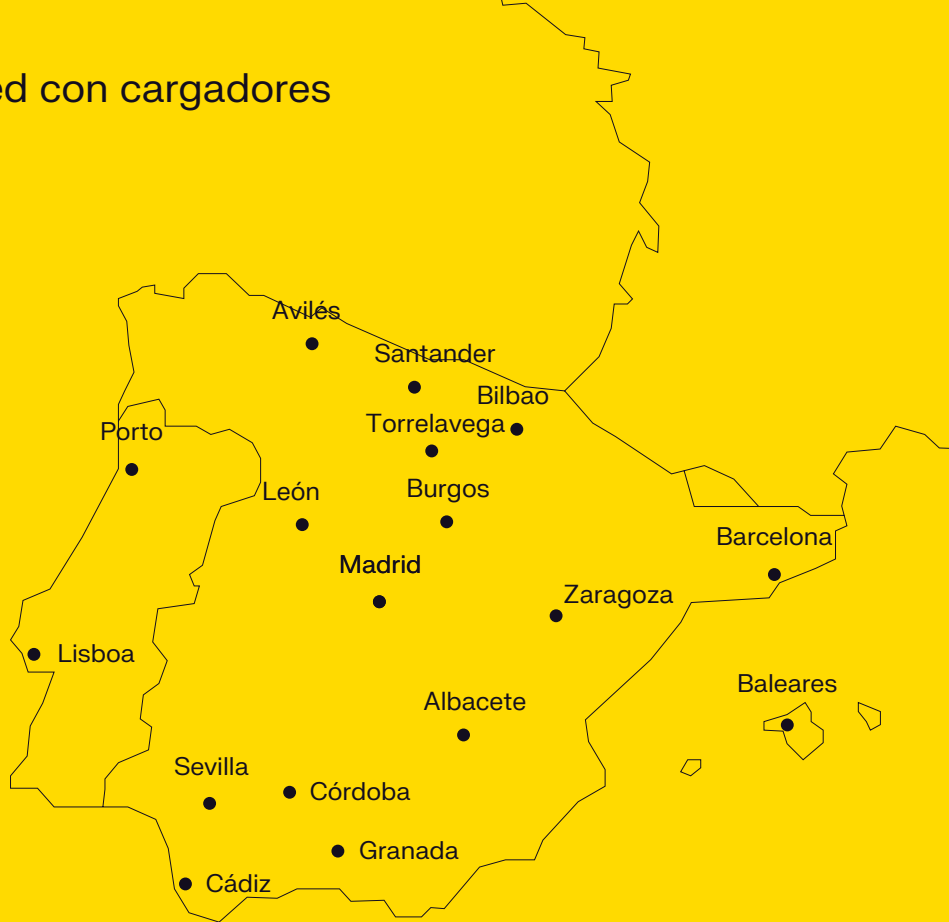 ed con cargadores
Avilés
Santander
Bilbao
Torrelavega
Porto
León
Burgos
Barcelona
Madrid
Zaragoza
Lisboa
Baleares
Albacete
Sevilla
Córdoba
Granada
Cádiz